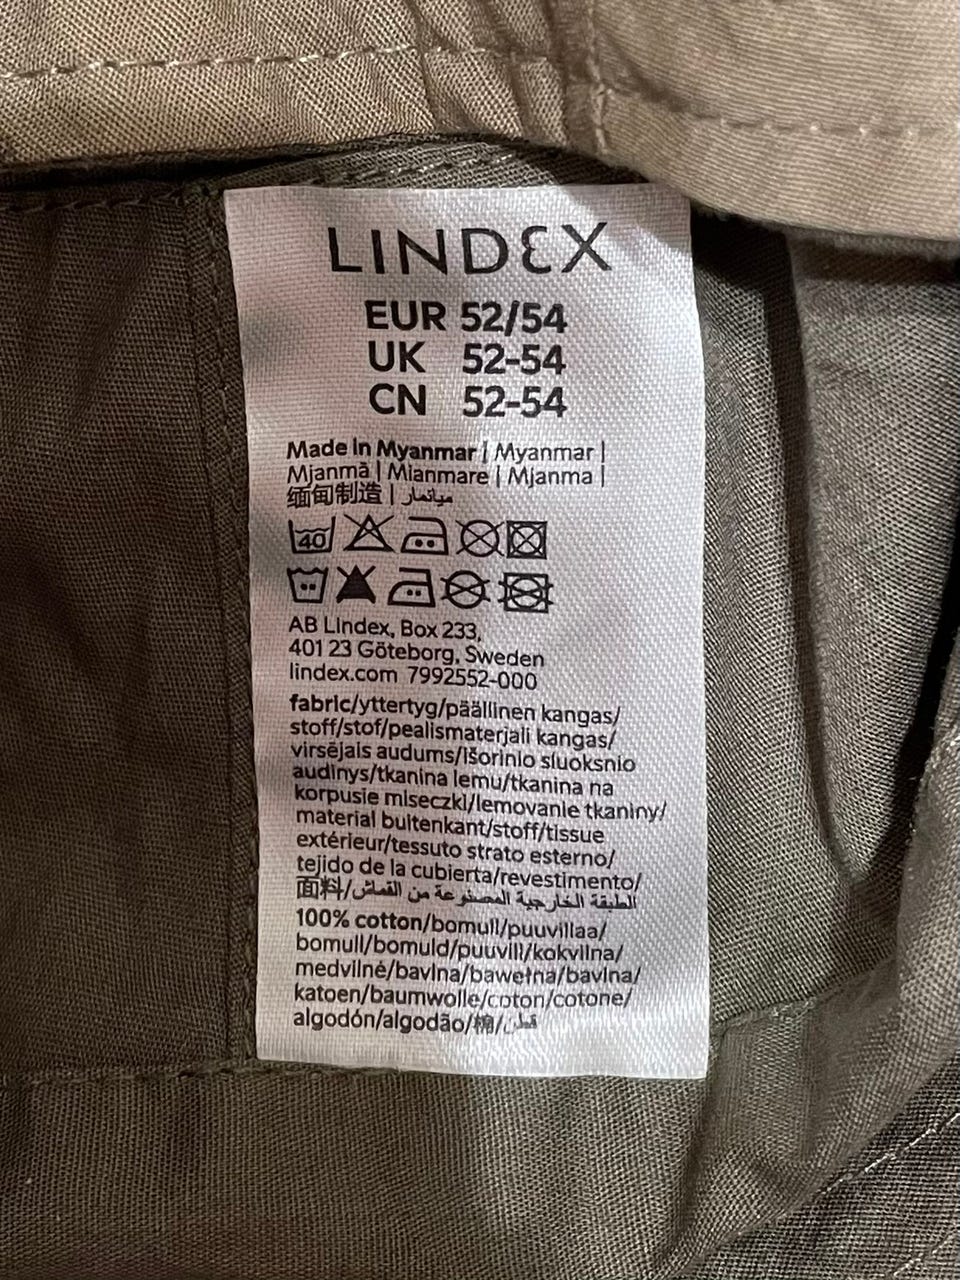 LINDEX
EUR 52/54
UK 52-54
CN 52-54
Made in Myanmar | Myanmar |
Mjanmā | Mianmare | Mjanma |
缅甸制造 | ميانمار
40
AB Lindex, Box 233,
401 23 Göteborg, Sweden
lindex.com 7992552-000
fabric/yttertyg/päällinen kangas/
stoff/stof/pealismaterjali kangas/
virsējais audums/Išorinio sluoksnio
audinys/tkanina lemu/tkanina na
korpusie miseczki/lemovanie tkaniny/
material buitenkant/stoff/tissue
extérieur/tessuto strato esterno/
tejido de la cubierta/revestimento/
面料/الطبقة الخارجية المصنوعة من القماش
100% cotton/bomull/puuvillaa/
bomull/bomuld/puuvill/kokvilna/
medvilnė/bavlna/bawełna/bavlna/
katoen/baumwolle/coton/cotone/
algodón/algodão/棉/قطن